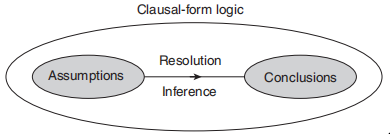 Clausal-form logic
Resolution
Assumptions
Conclusions
Inference